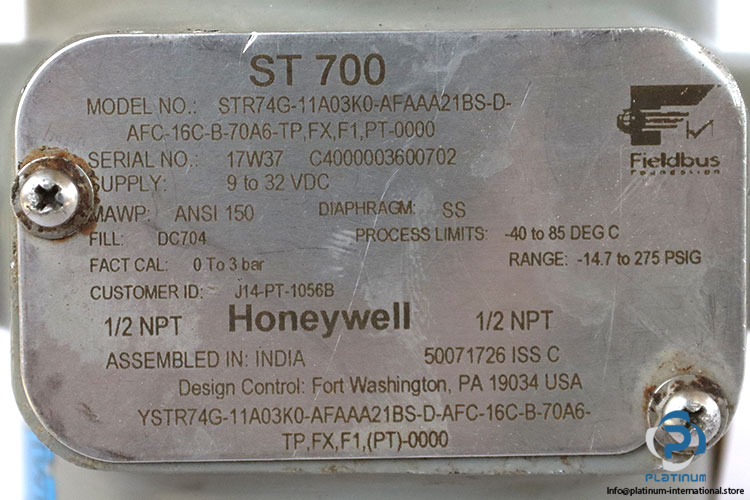 ST 700
MODEL NO.: STR74G-11A03K0-AFAAA21BS-D-
AFC-16C-B-70A6-TP,FX,F1,PT-0000
SERIAL NO.: 17W37 C4000003600702
SUPPLY: 9 to 32 VDC
MAWP: ANSI 150 DIAPHRAGM: SS
FILL: DC704 PROCESS LIMITS: -40 to 85 DEG C
FACT CAL: 0 To 3 bar RANGE: -14.7 to 275 PSIG
CUSTOMER ID: J14-PT-1056B
1/2 NPT Honeywell 1/2 NPT
ASSEMBLED IN: INDIA 50071726 ISS C
Design Control: Fort Washington, PA 19034 USA
YSTR74G-11A03K0-AFAAA21BS-D-AFC-16C-B-70A6-
TP,FX,F1,(PT)-0000
Fieldbus
Foundation
PLATINUM
Info@platinum-international.store